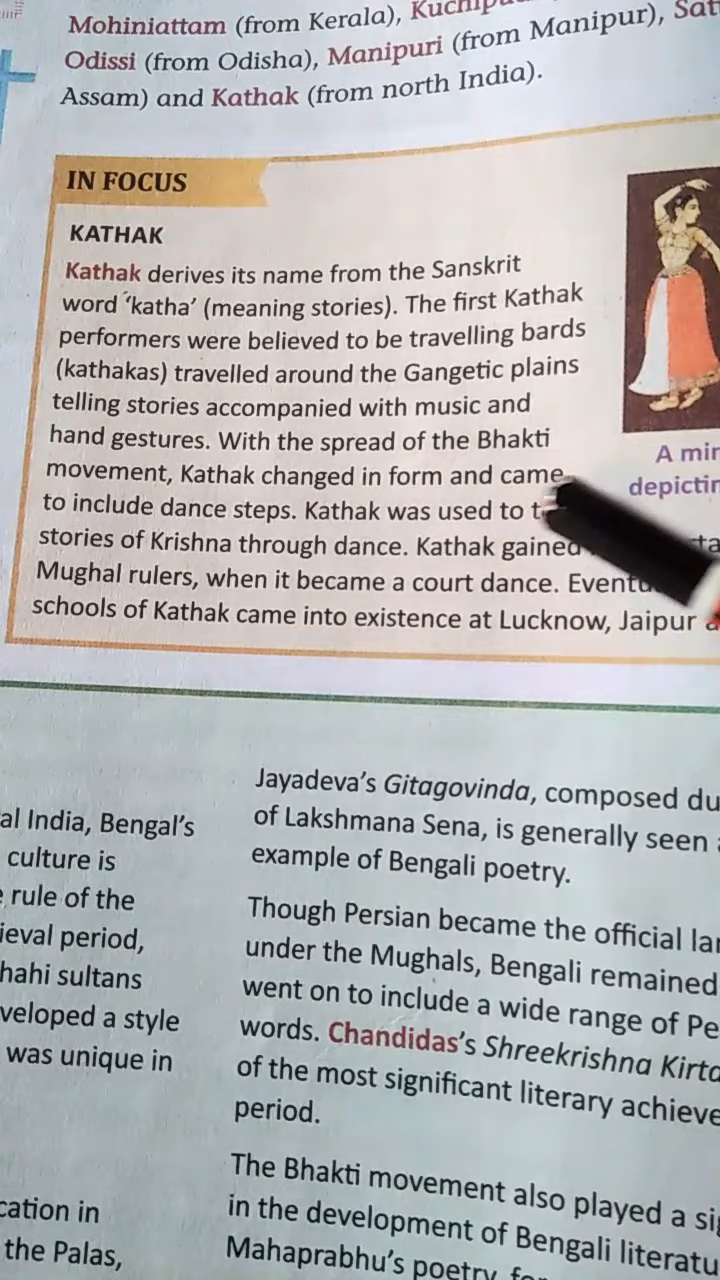 Mohiniattam (from Kerala),
Odissi (from Odisha), Manipuri (from Manipur),
Assam) and Kathak (from north India).
IN FOCUS
KATHAK
Kathak derives its name from the Sanskrit
word ‘katha’ (meaning stories). The first Kathak
performers were believed to be travelling bards
(kathakas) travelled around the Gangetic plains
telling stories accompanied with music and
hand gestures. With the spread of the Bhakti
movement, Kathak changed in form and came
to include dance steps. Kathak was used to
stories of Krishna through dance. Kathak gained
Mughal rulers, when it became a court dance.
schools of Kathak came into existence at Lucknow, Jaipur
A
al India, Bengal’s
culture is
rule of the
ieval period,
hahi sultans
veloped a style
was unique in
cation in
the Palas,
Jayadeva’s Gitagovinda, composed
of Lakshmana Sena, is generally seen
example of Bengali poetry.
Though Persian became the official
under the Mughals, Bengali remained
went on to include a wide range of
words. Chandidas’s Shreekrishna
of the most significant literary
period.
The Bhakti movement also played a
in the development of Bengali
Mahaprabhu’s poetry,